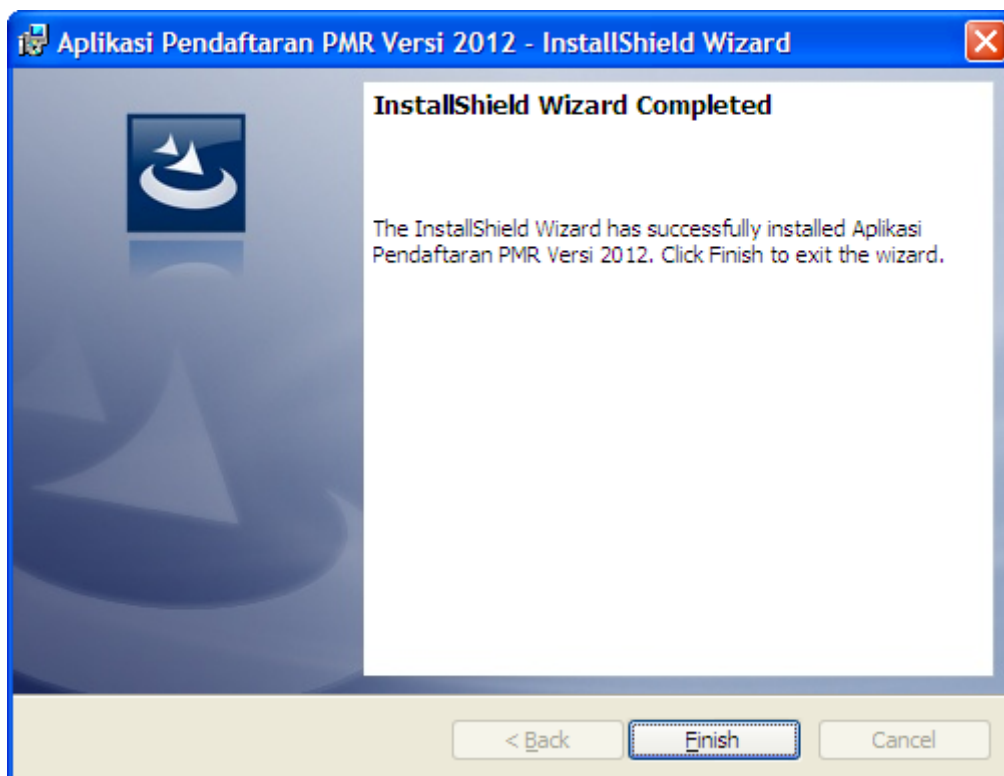 Aplikasi Pendaftaran PMR Versi 2012 - InstallShield Wizard
InstallShield Wizard Completed
The InstallShield Wizard has successfully installed Aplikasi
Pendaftaran PMR Versi 2012. Click Finish to exit the wizard.
< Back
Finish
Cancel